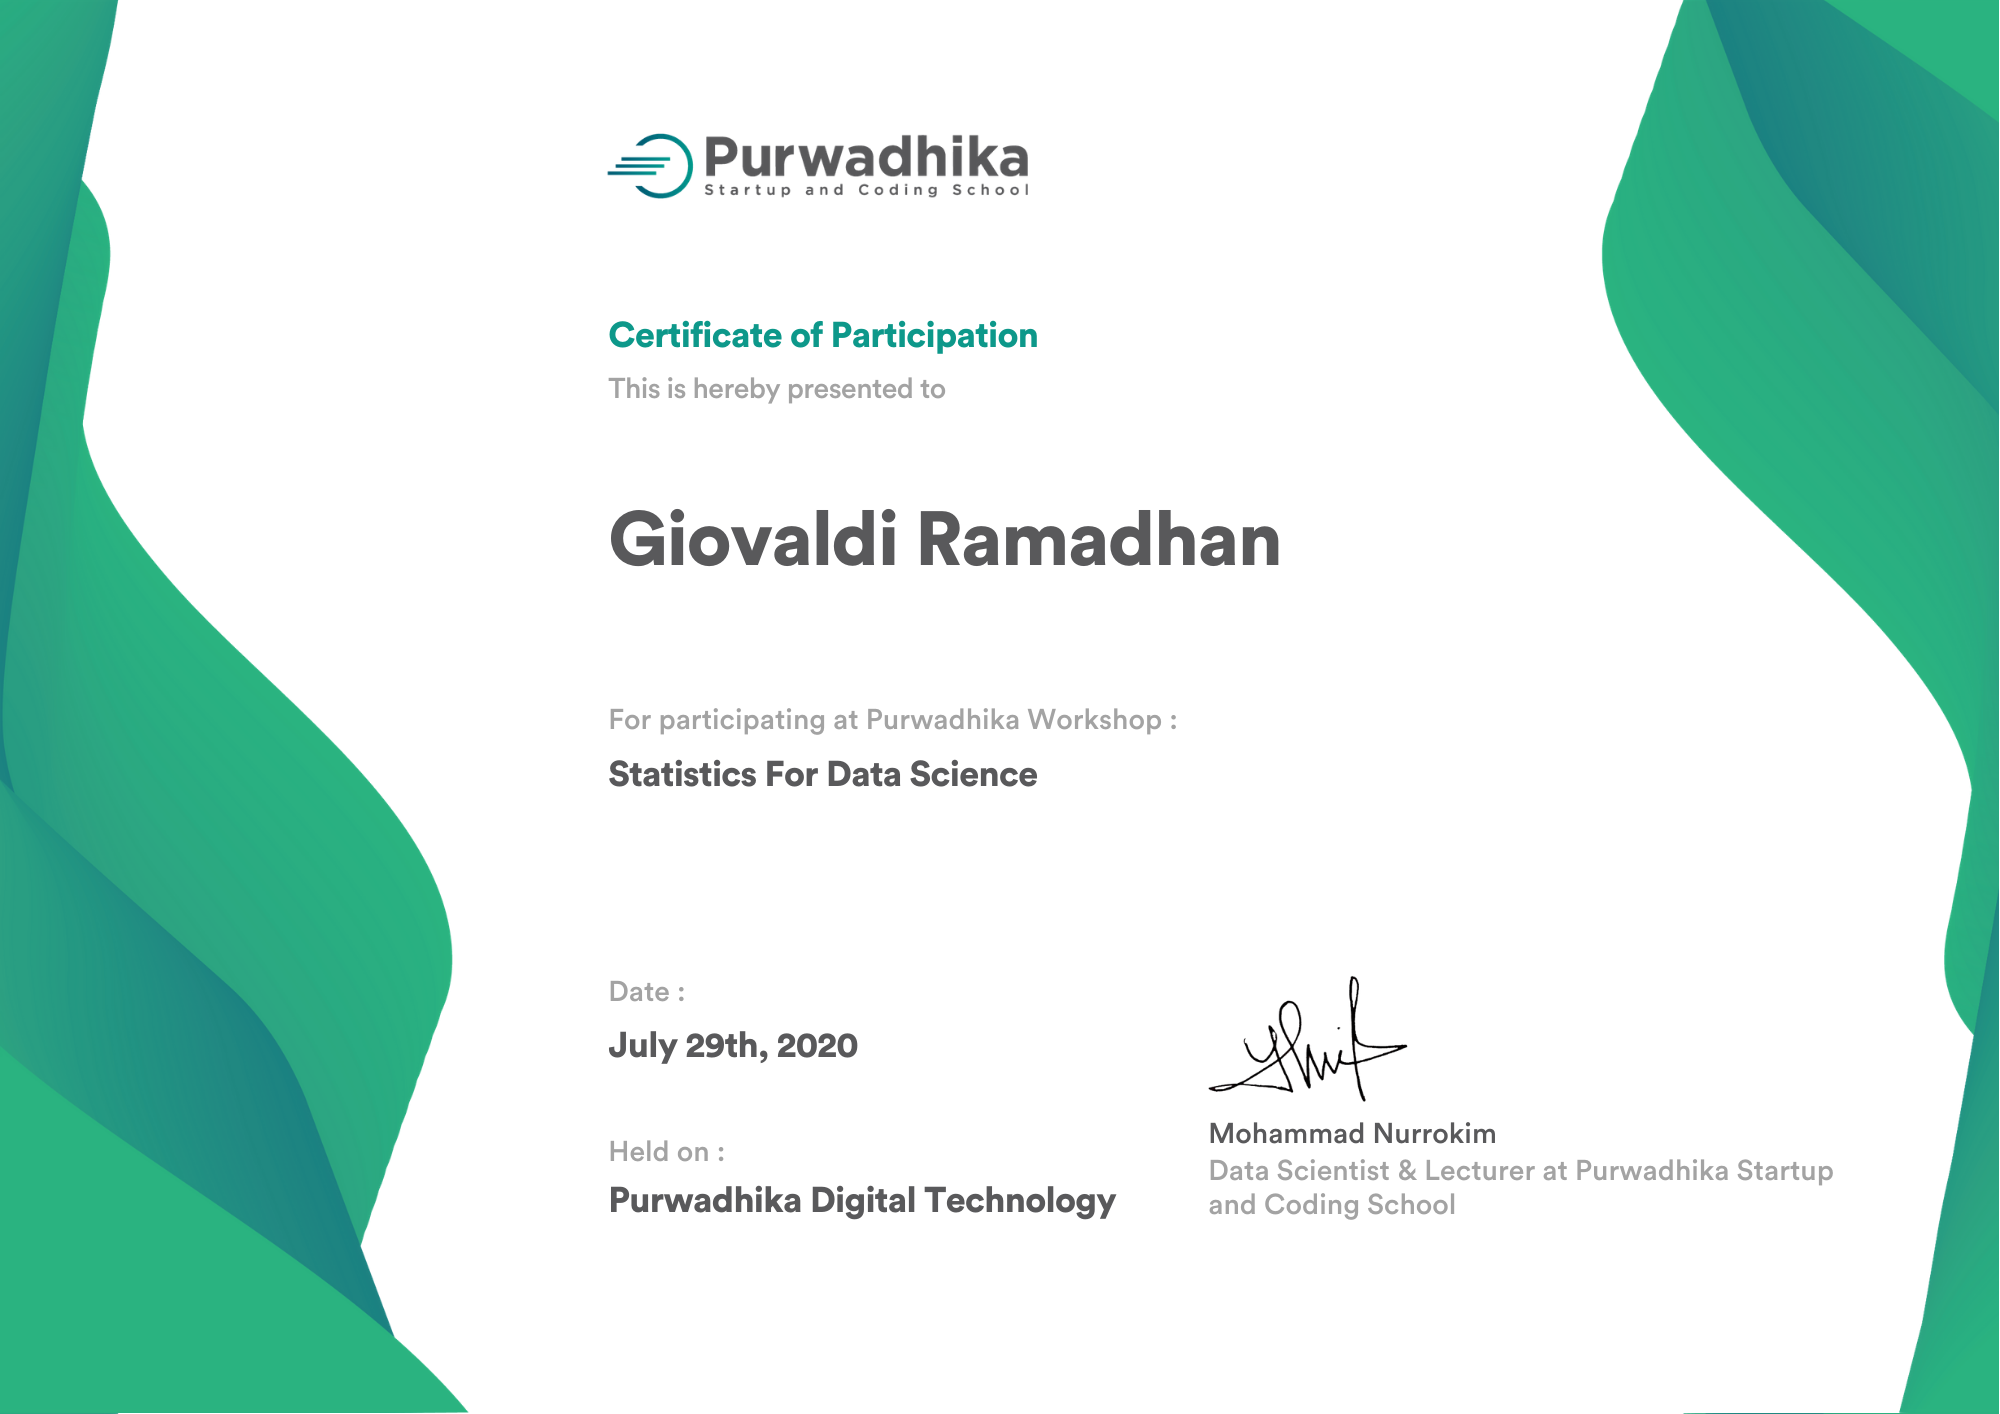 Purwadhika
Startup and Coding School
Certificate of Participation
This is hereby presented to
Giovaldi Ramadhan
For participating at Purwadhika Workshop :
Statistics For Data Science
Date :
July 29th, 2020
Held on :
Purwadhika Digital Technology
Mohammad Nurrokim
Data Scientist & Lecturer at Purwadhika Startup
and Coding School